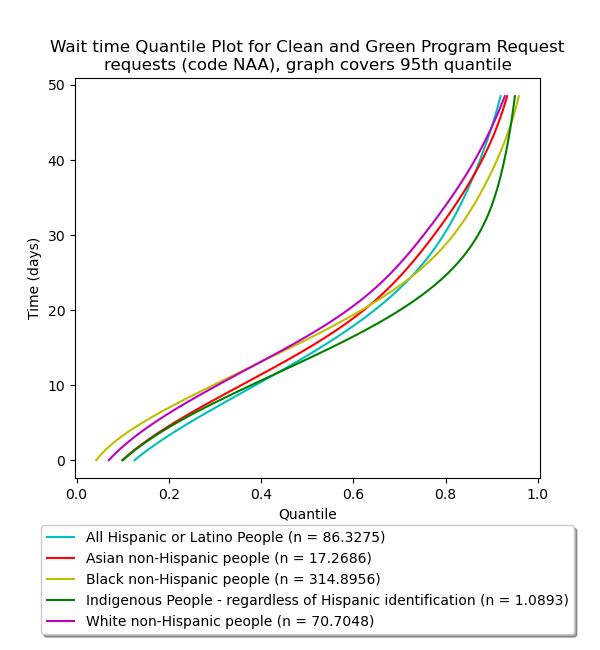 Wait time Quantile Plot for Clean and Green Program Request
requests (code NAA), graph covers 95th quantile
50
40
30
20
10
0
Time (days)
0.0 0.2 0.4 0.6 0.8 1.0
Quantile
All Hispanic or Latino People (n = 86.3275)
Asian non-Hispanic people (n = 17.2686)
Black non-Hispanic people (n = 314.8956)
Indigenous People - regardless of Hispanic identification (n = 1.0893)
White non-Hispanic people (n = 70.7048)